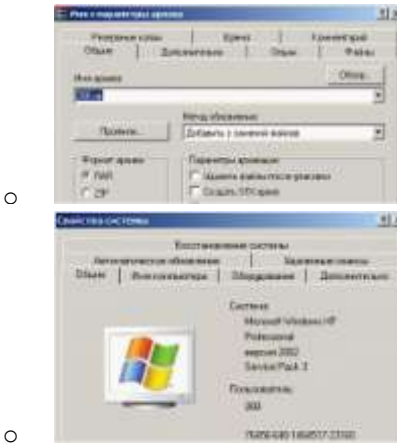 Имя и параметры архива
Резервные копии Время Комментарий
Общие Дополнительно Опции Файлы
Имя архива
Обзор...
Профили...
Метод обновления
Добавить с заменой файлов
Формат архива
RAR
ZIP
Параметры архивации
Удалить файлы после упаковки
Создать SFX-архив
Свойства системы
Восстановление системы
Автоматическое обновление Удаленные сеансы
Общие Имя компьютера Оборудование Дополнительно
Система:
Microsoft Windows XP
Professional
версия 2002
Service Pack 3
Пользователь: